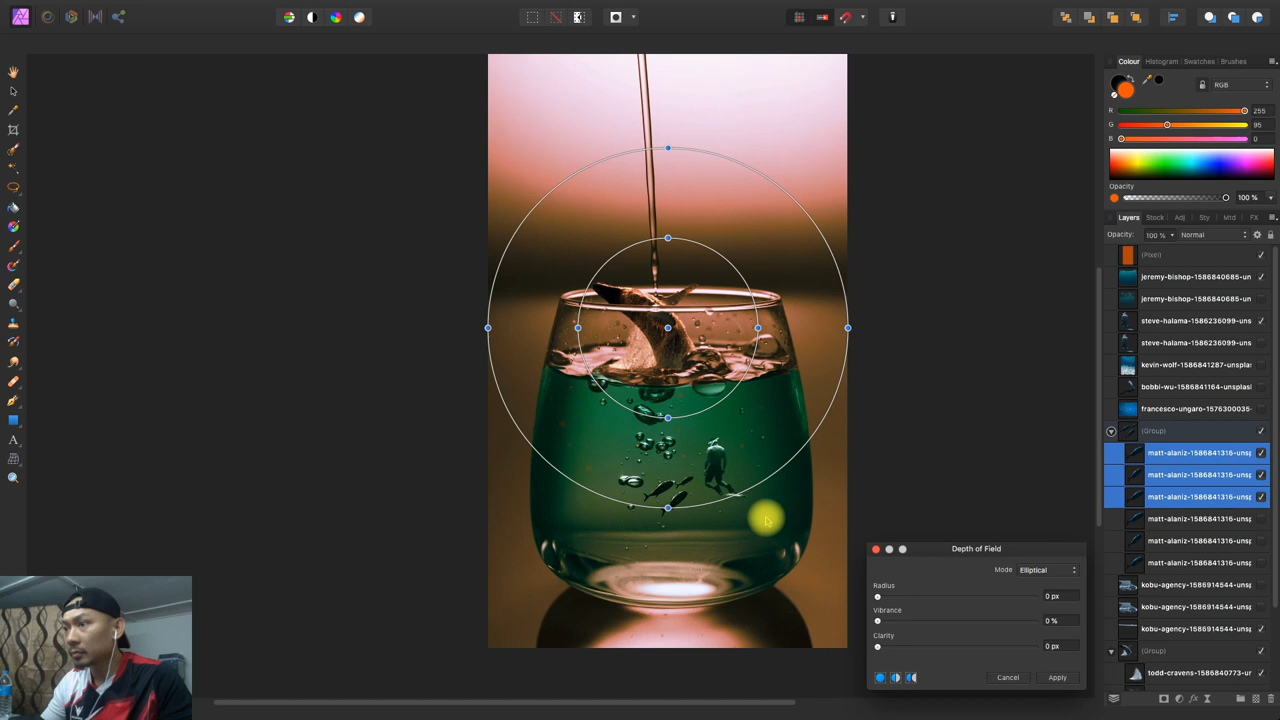 Colour Histogram Swatches Brushes
RGB
R 255
G 95
B 0
Opacity
100 %
Layers Stock Adj Sty Mtd FX
Opacity: 100 % Normal
(Pixel)
jeremy-bishop-1586840685-un
jeremy-bishop-1586840685-un
steve-halama-1586236099-uns
steve-halama-1586236099-uns
kevin-wolf-1586841287-unspla
bobbi-wu-1586841164-unsplas
francesco-ungaro-1576300035-
(Group)
matt-alaniz-1586841316-unsp
matt-alaniz-1586841316-unsp
matt-alaniz-1586841316-unsp
matt-alaniz-1586841316-unsp
matt-alaniz-1586841316-unsp
matt-alaniz-1586841316-unsp
kobu-agency-1586914544-uns
kobu-agency-1586914544-uns
kobu-agency-1586914544-uns
(Group)
todd-cravens-1586840773-un
Depth of Field
Mode Elliptical
Radius
0 px
Vibrance
0 %
Clarity
0 px
Cancel Apply